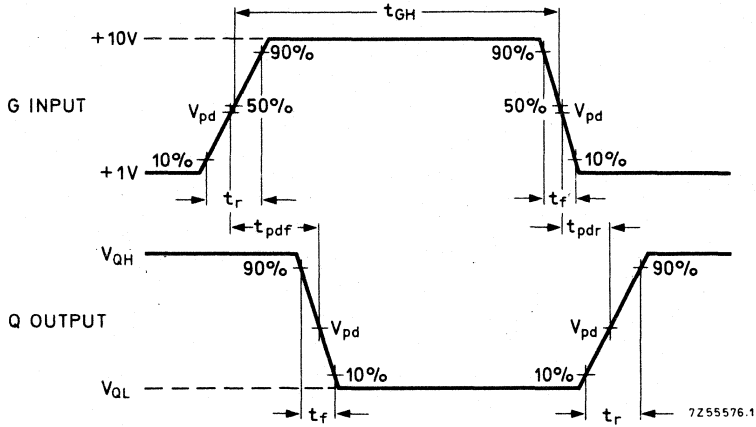 t_GH
+10V
90% 90%
G INPUT
V_pd 50% 50% V_pd
10% 10%
+1V
t_r t_f
t_pdf t_pdr
V_QH
90% 90%
Q OUTPUT
V_pd V_pd
10% 10%
V_QL
t_f t_r
7Z55576.1